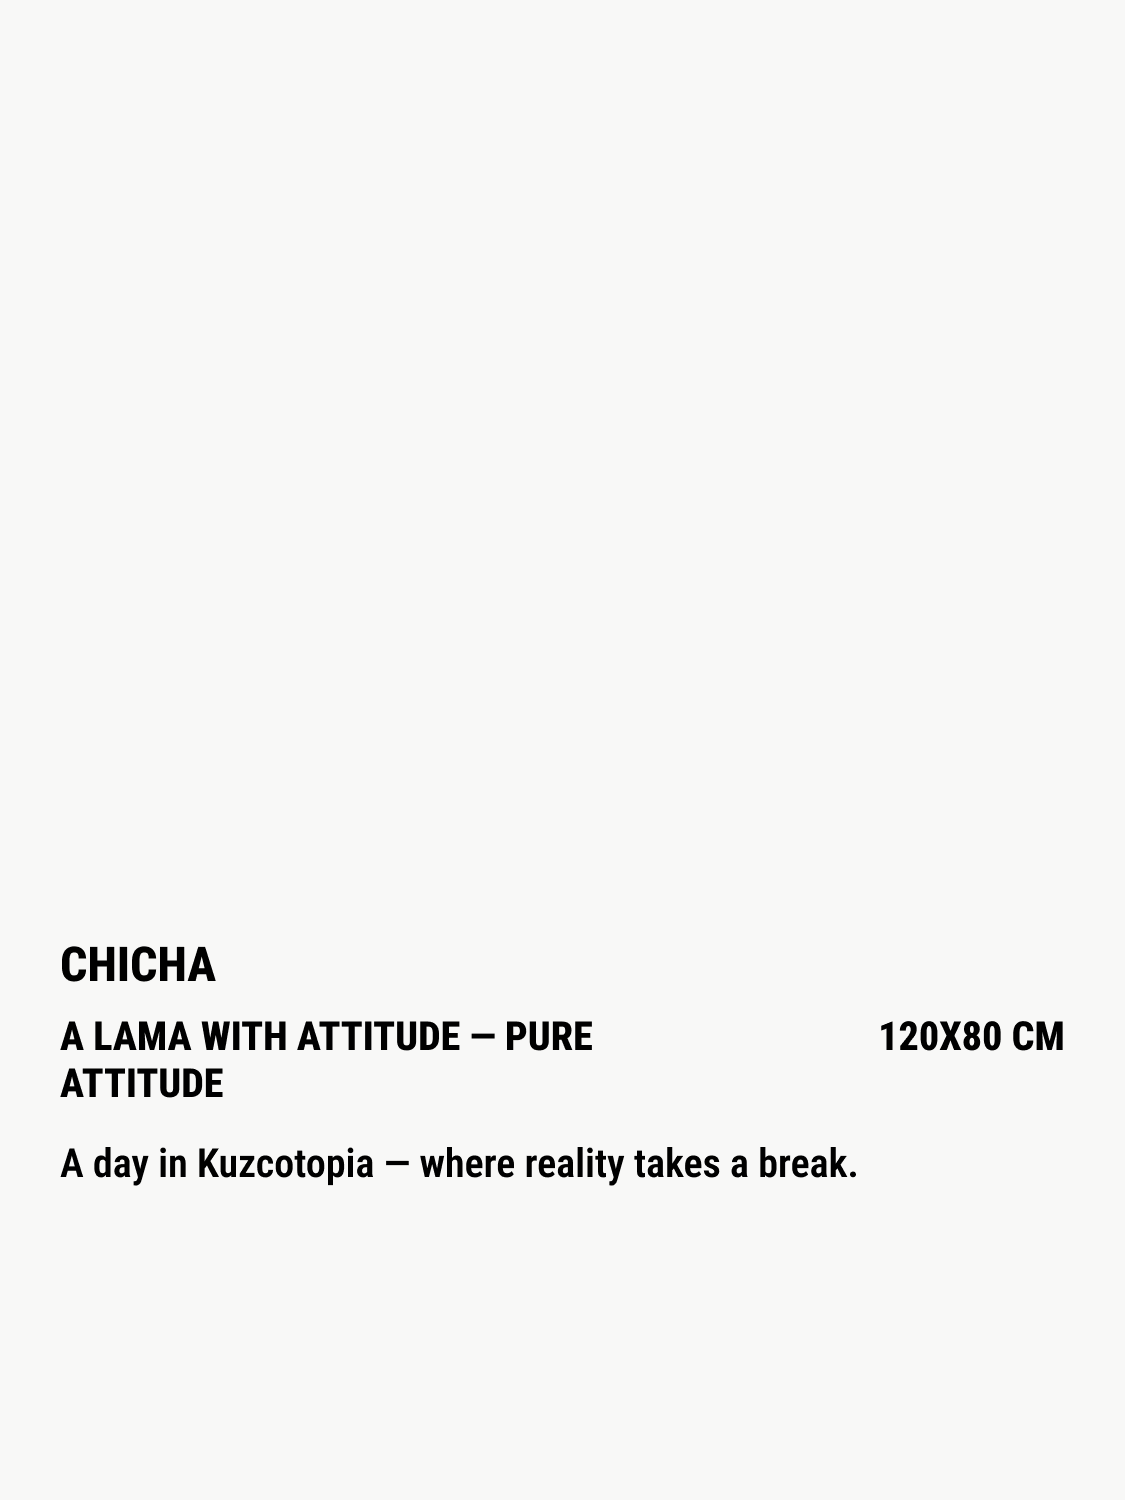 CHICHA
A LAMA WITH ATTITUDE — PURE 120X80 CM
ATTITUDE
A day in Kuzcotopia — where reality takes a break.